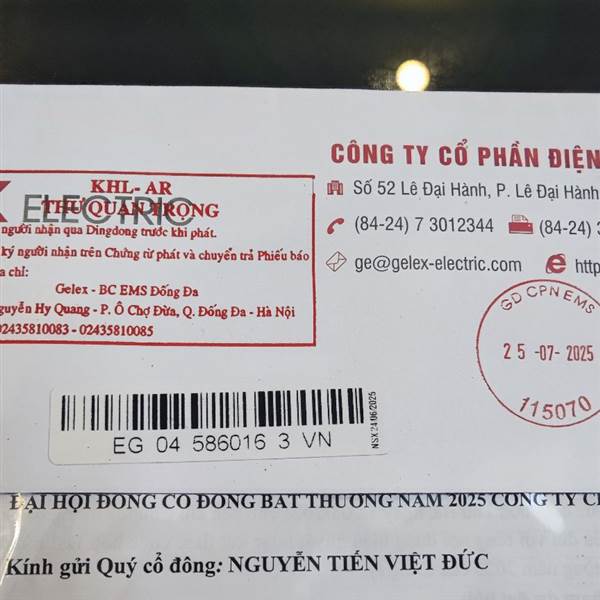 CÔNG TY CỔ PHẦN ĐIỆN
Số 52 Lê Đại Hành, P. Lê Đại Hành
(84-24) 7 3012344 (84-24) 3
ge@gelex-electric.com http
ELECTRIC
KHL- AR
THƯ QUAN TRỌNG
người nhận qua Dingdong trước khi phát.
ký người nhận trên Chứng từ phát và chuyển trả Phiếu báo
địa chỉ:
Gelex - BC EMS Đống Đa
Nguyễn Hy Quang - P. Ô Chợ Dừa, Q. Đống Đa - Hà Nội
02435810083 - 02435810085
GD CPN EMS
25 -07- 2025
115070
EG 04 586016 3 VN
NSX 24/06/2025
ĐẠI HỘI ĐỒNG CỔ ĐÔNG BẤT THƯỜNG NĂM 2025 CÔNG TY C
Kính gửi Quý cổ đông: NGUYỄN TIẾN VIỆT ĐỨC